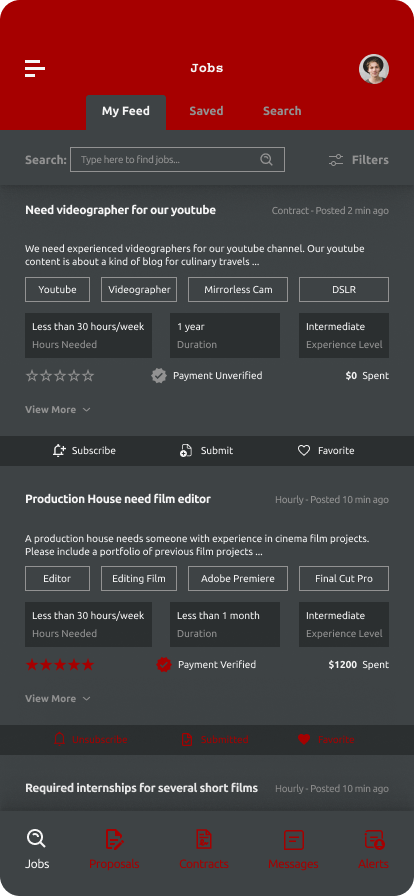 Jobs
My Feed Saved Search
Search: Type here to find jobs... Filters
Need videographer for our youtube Contract - Posted 2 min ago
We need experienced videographers for our youtube channel. Our youtube
content is about a kind of blog for culinary travels ...
Youtube Videographer Mirrorless Cam DSLR
Less than 30 hours/week 1 year Intermediate
Hours Needed Duration Experience Level
Payment Unverified $0 Spent
View More
Subscribe Submit Favorite
Production House need film editor Hourly - Posted 10 min ago
A production house needs someone with experience in cinema film projects.
Please include a portfolio of previous film projects ...
Editor Editing Film Adobe Premiere Final Cut Pro
Less than 30 hours/week Less than 1 month Intermediate
Hours Needed Duration Experience Level
Payment Verified $1200 Spent
View More
Unsubscribe Submitted Favorite
Required internships for several short films Hourly - Posted 10 min ago
Jobs Proposals Contracts Messages Alerts